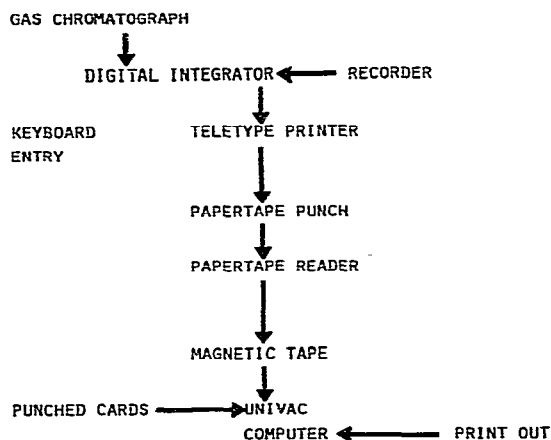 GAS CHROMATOGRAPH
DIGITAL INTEGRATOR
RECORDER
KEYBOARD
ENTRY
TELETYPE PRINTER
PAPERTAPE PUNCH
PAPERTAPE READER
MAGNETIC TAPE
PUNCHED CARDS
UNIVAC
COMPUTER
PRINT OUT